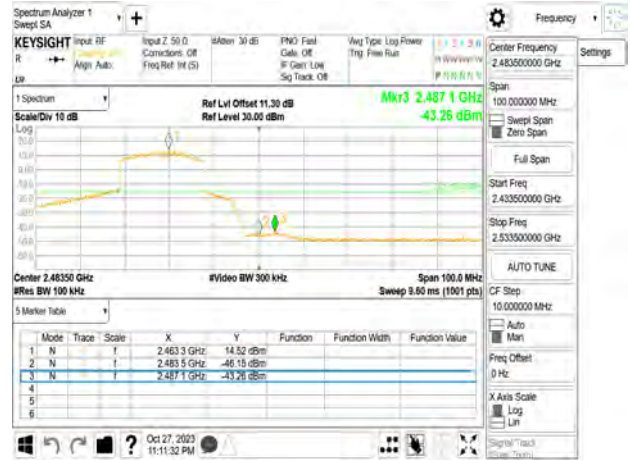 Spectrum Analyzer 1
Swept SA
Frequency
Settings
KEYSIGHT Input: RF
Input Z: 50 Ω
#Atten: 30 dB
PNO: Fast
Avg Type: Log-Power
Corrections: Off
Gate: Off
Trig: Free Run
Align: Auto
Freq Ref: Int (S)
IF Gain: Low
Sig Track: Off
1 Spectrum
Ref Lvl Offset 11.30 dB
Mkr3 2.487 1 GHz
Scale/Div 10 dB
Ref Level 30.00 dBm
-43.26 dBm
Log
Center 2.48350 GHz
#Video BW 300 kHz
Span 100.0 MHz
#Res BW 100 kHz
Sweep 9.60 ms (1001 pts)
5 Marker Table
Mode Trace Scale X Y Function Function Width Function Value
1 N f 2.463 3 GHz 14.52 dBm
2 N f 2.483 5 GHz -46.15 dBm
3 N f 2.487 1 GHz -43.26 dBm
4
5
6
Oct 27, 2023
11:11:32 PM
Center Frequency
2.483500000 GHz
Span
100.000000 MHz
Swept Span
Zero Span
Full Span
Start Freq
2.433500000 GHz
Stop Freq
2.533500000 GHz
AUTO TUNE
CF Step
10.000000 MHz
Auto
Man
Freq Offset
0 Hz
X Axis Scale
Log
Lin
Signal Track